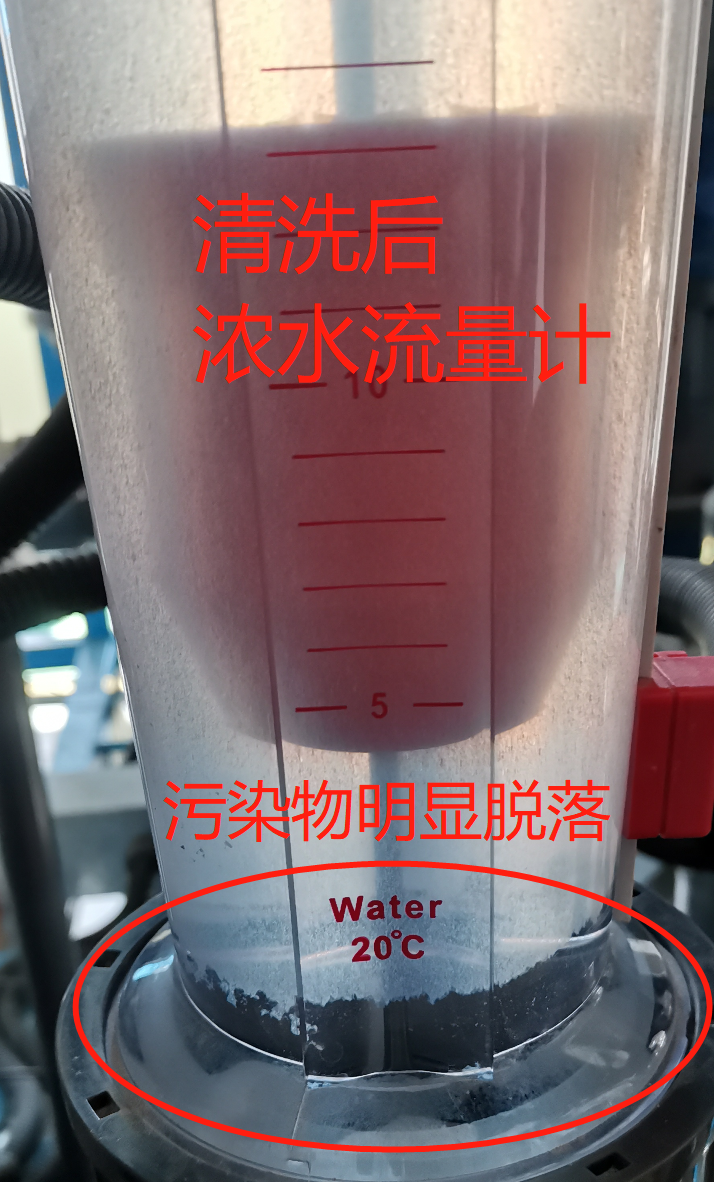 清洗后
浓水流量计
10
5
污染物明显脱落
Water
20°C